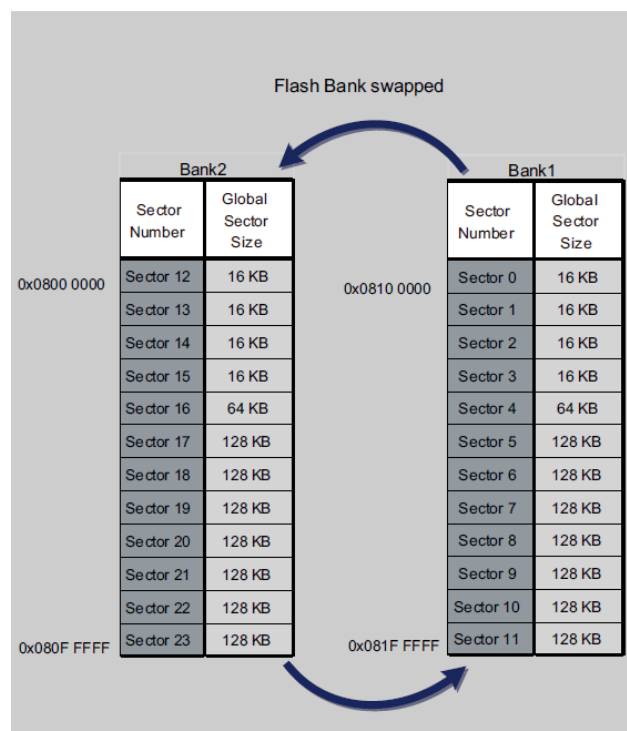 Flash Bank swapped
Bank2
Sector
Number
Global
Sector
Size
0x0800 0000
Sector 12 16 KB
Sector 13 16 KB
Sector 14 16 KB
Sector 15 16 KB
Sector 16 64 KB
Sector 17 128 KB
Sector 18 128 KB
Sector 19 128 KB
Sector 20 128 KB
Sector 21 128 KB
Sector 22 128 KB
Sector 23 128 KB
0x080F FFFF
Bank1
Sector
Number
Global
Sector
Size
0x0810 0000
Sector 0 16 KB
Sector 1 16 KB
Sector 2 16 KB
Sector 3 16 KB
Sector 4 64 KB
Sector 5 128 KB
Sector 6 128 KB
Sector 7 128 KB
Sector 8 128 KB
Sector 9 128 KB
Sector 10 128 KB
Sector 11 128 KB
0x081F FFFF